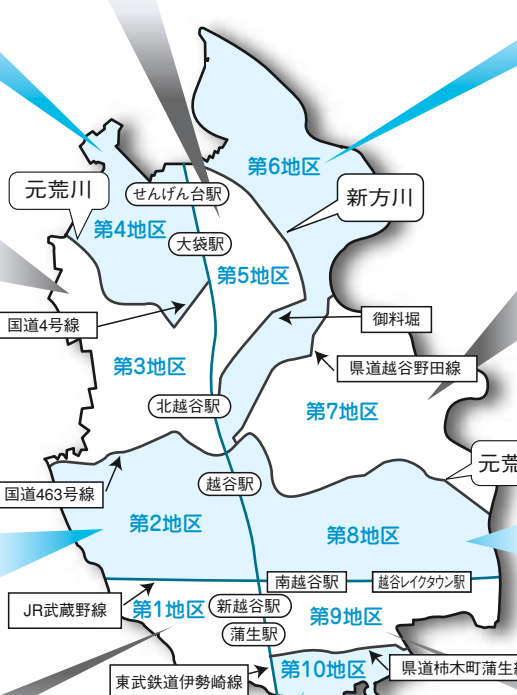 第6地区
元荒川
せんげん台駅
新方川
第4地区
大袋駅
第5地区
国道4号線
御料堀
第3地区
県道越谷野田線
北越谷駅
第7地区
元荒
国道463号線
越谷駅
第2地区
第8地区
南越谷駅
越谷レイクタウン駅
JR武蔵野線
第1地区
新越谷駅
第9地区
蒲生駅
東武鉄道伊勢崎線
第10地区
県道柿木町蒲生